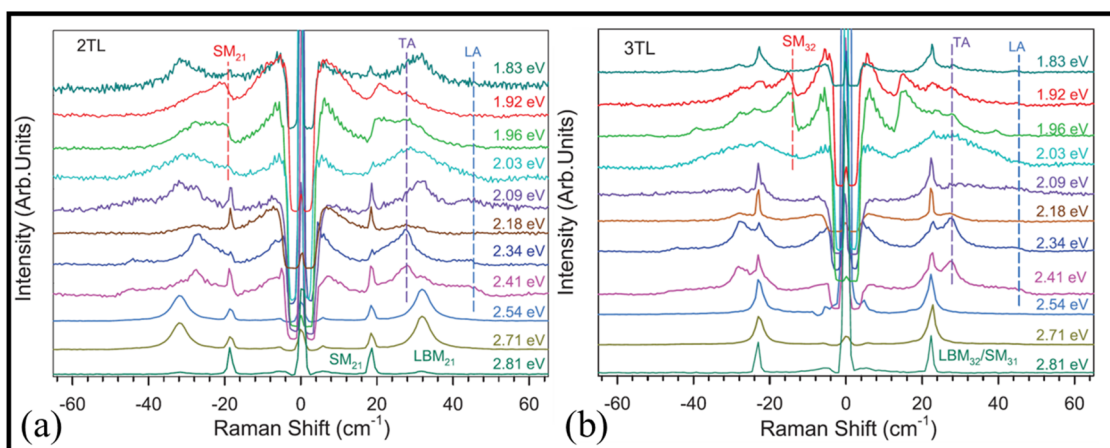 2TL
SM21
TA
LA
1.83 eV
1.92 eV
1.96 eV
2.03 eV
2.09 eV
2.18 eV
2.34 eV
2.41 eV
2.54 eV
2.71 eV
SM21
LBM21
2.81 eV
Intensity (Arb.Units)
-60 -40 -20 0 20 40 60
Raman Shift (cm-1)
(a)
3TL
SM32
TA
LA
1.83 eV
1.92 eV
1.96 eV
2.03 eV
2.09 eV
2.18 eV
2.34 eV
2.41 eV
2.54 eV
2.71 eV
LBM32/SM31
2.81 eV
Intensity (Arb.Units)
-60 -40 -20 0 20 40 60
Raman Shift (cm-1)
(b)